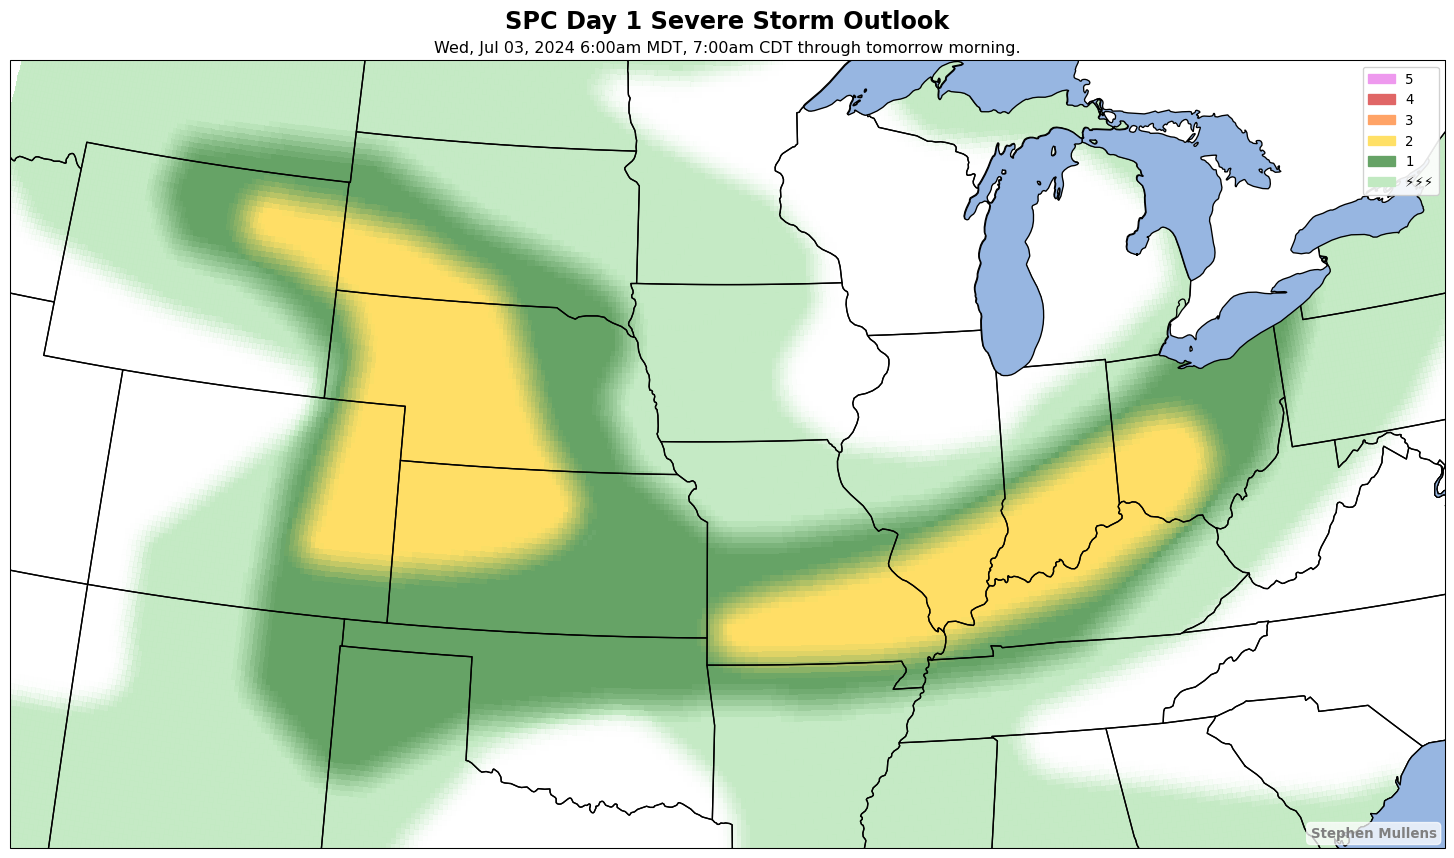 SPC Day 1 Severe Storm Outlook
Wed, Jul 03, 2024 6:00am MDT, 7:00am CDT through tomorrow morning.
5
4
3
2
1
⚡⚡⚡
Stephen Mullens